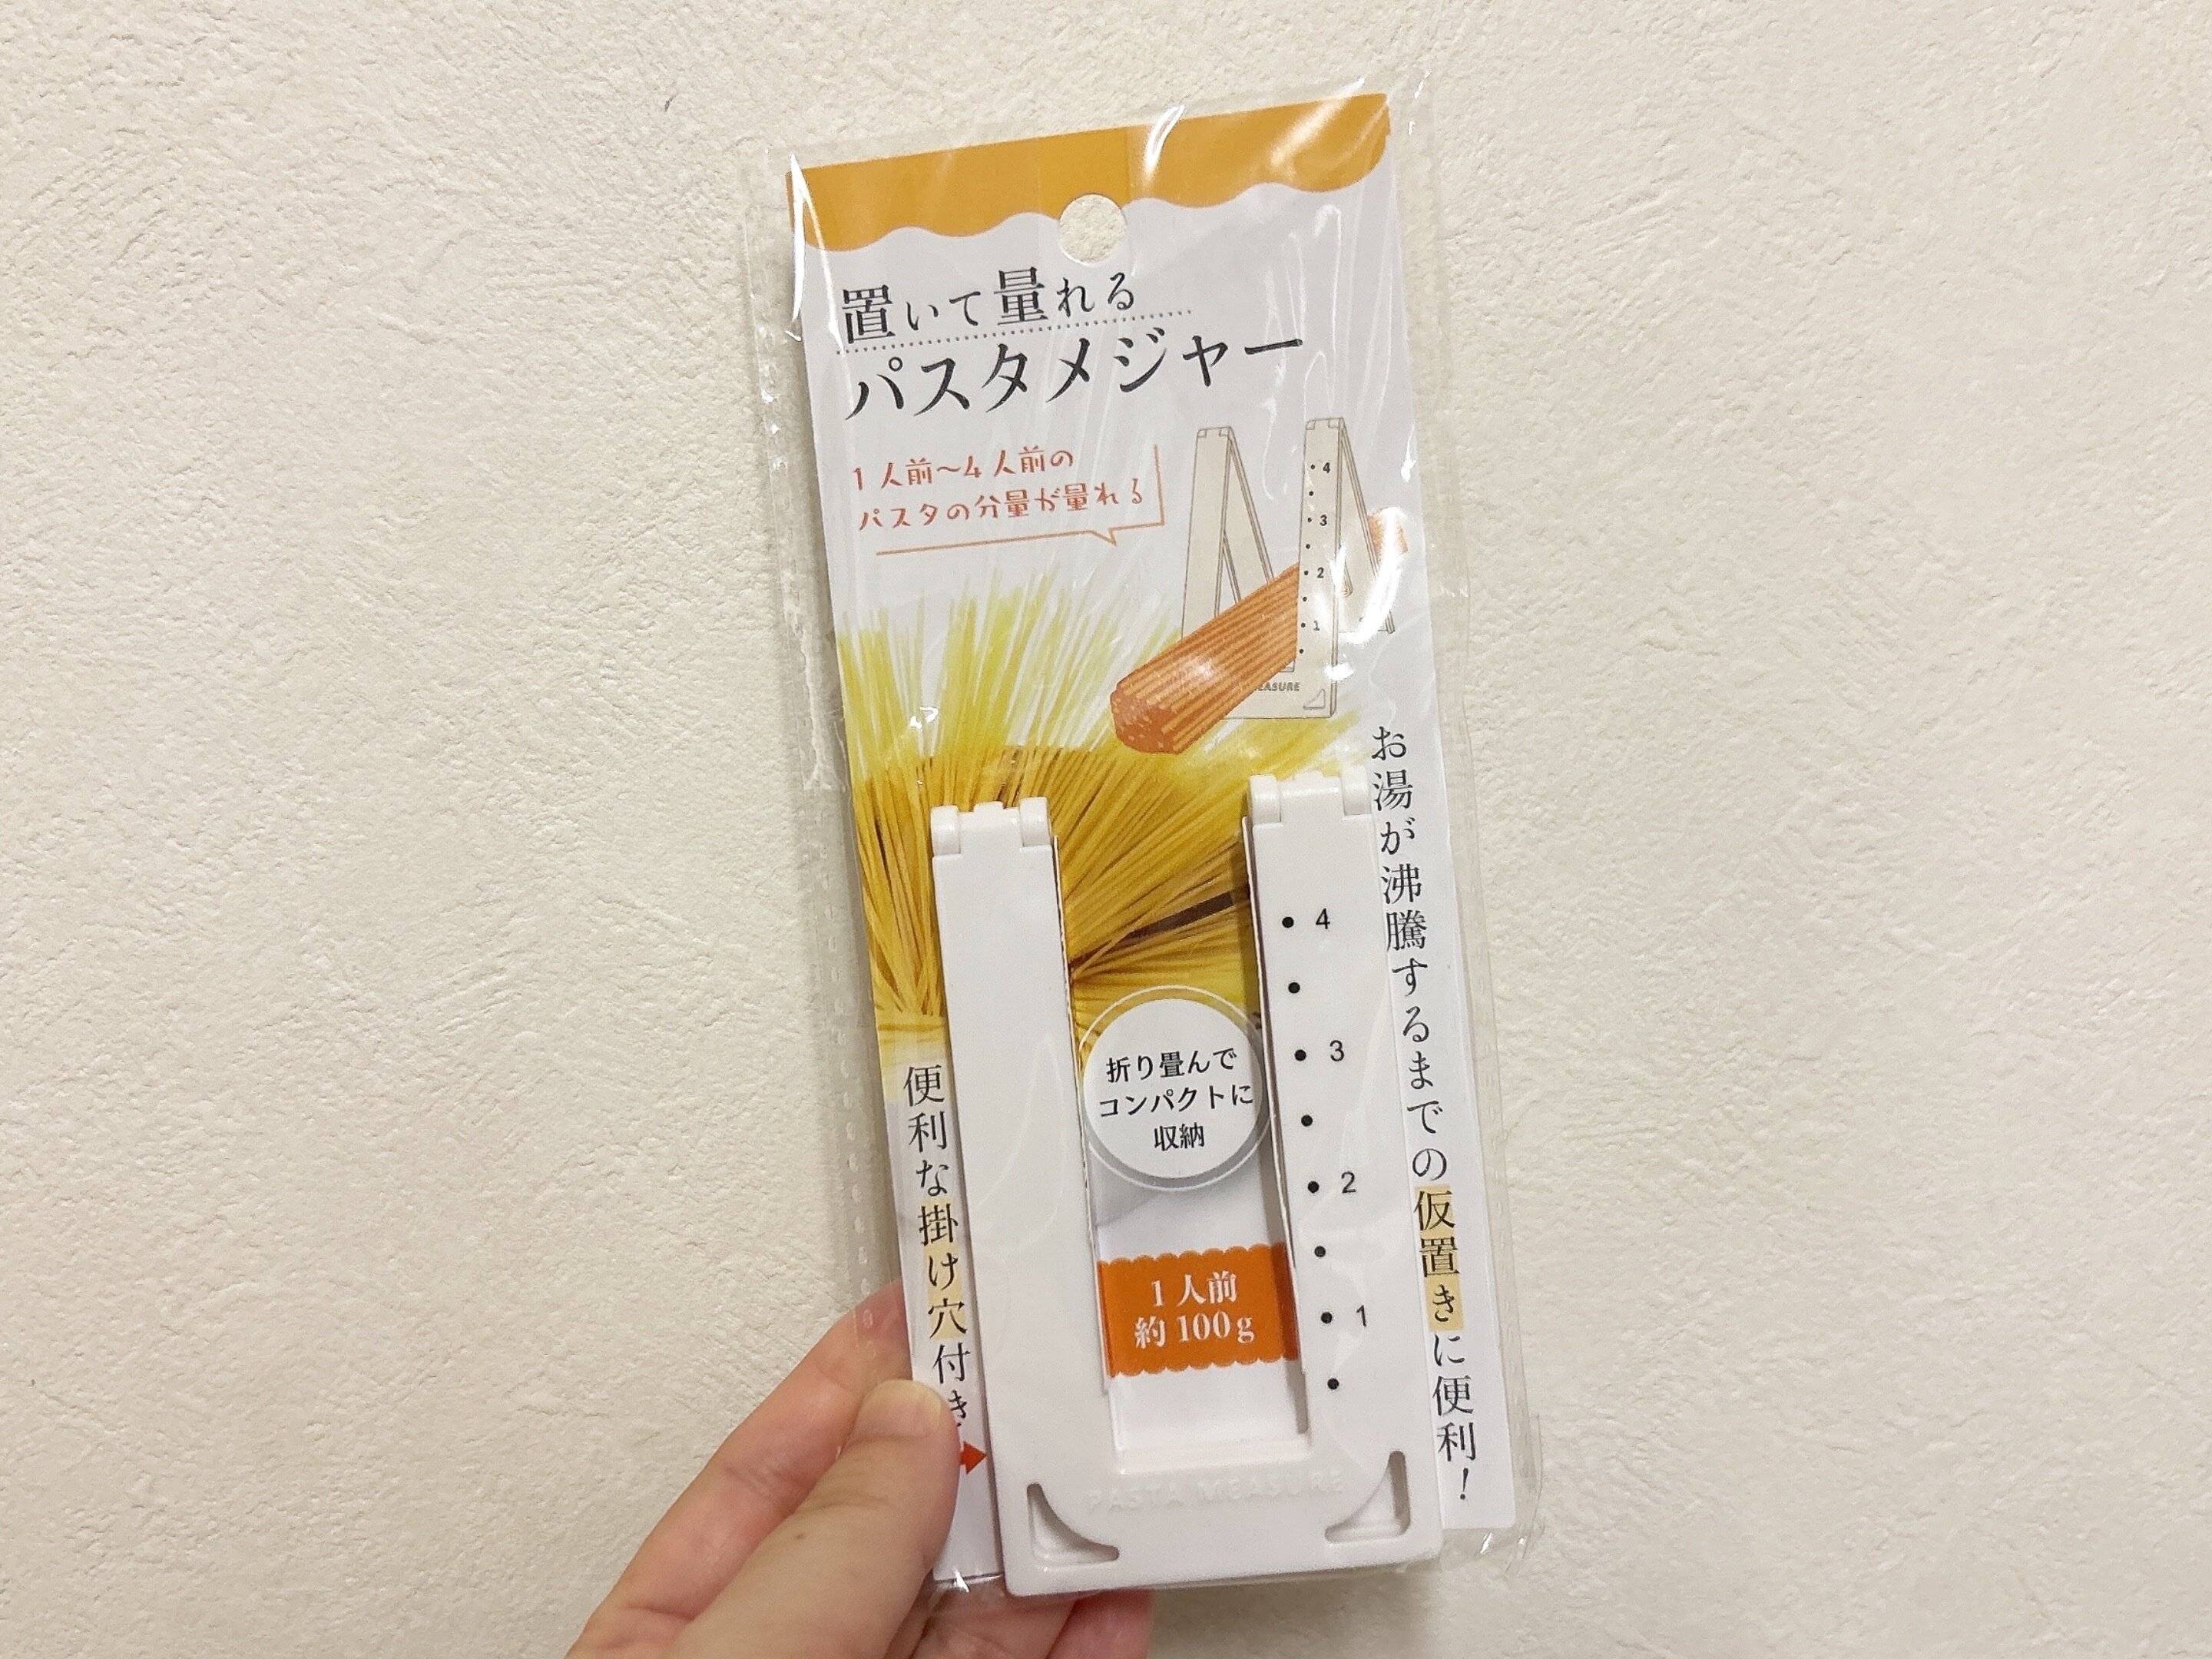 置いて量れる
パスタメジャー
1人前〜4人前の
パスタの分量が量れる
4
3
2
1
EASURE
お湯が沸騰するまでの仮置きに便利!
4
3
2
1
折り畳んで
コンパクトに
収納
便利な掛け穴付き
1人前
約100g
PASTA MEASURE